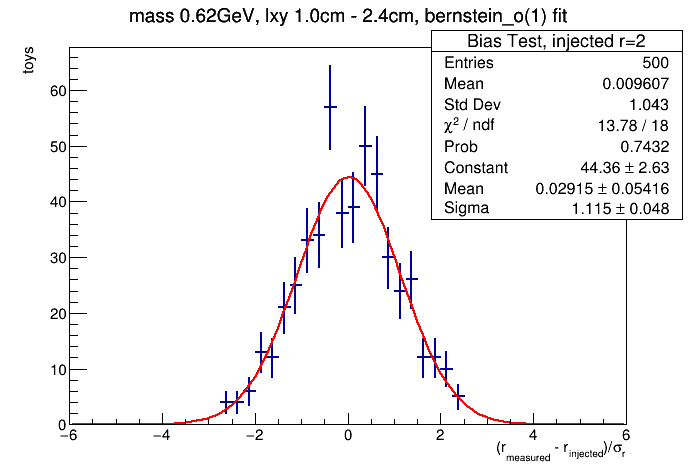 mass 0.62GeV, lxy 1.0cm - 2.4cm, bernstein_o(1) fit
toys
Bias Test, injected r=2
Entries 500
Mean 0.009607
Std Dev 1.043
χ² / ndf 13.78 / 18
Prob 0.7432
Constant 44.36 ± 2.63
Mean 0.02915 ± 0.05416
Sigma 1.115 ± 0.048
60
50
40
30
20
10
0
−6 −4 −2 0 2 4 6
(r_measured - r_injected)/σ_r